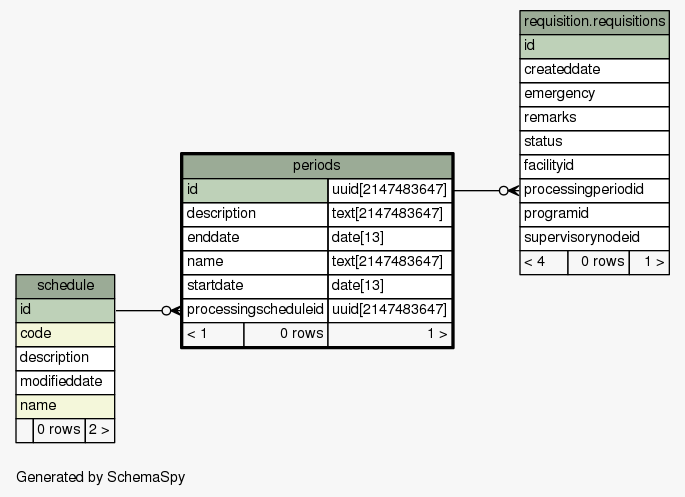 requisition.requisitions
id
createddate
emergency
remarks
status
facilityid
processingperiodid
programid
supervisorynodeid
< 4 0 rows 1 >
periods
id uuid[2147483647]
description text[2147483647]
enddate date[13]
name text[2147483647]
startdate date[13]
processingscheduleid uuid[2147483647]
< 1 0 rows 1 >
schedule
id
code
description
modifieddate
name
0 rows 2 >
Generated by SchemaSpy